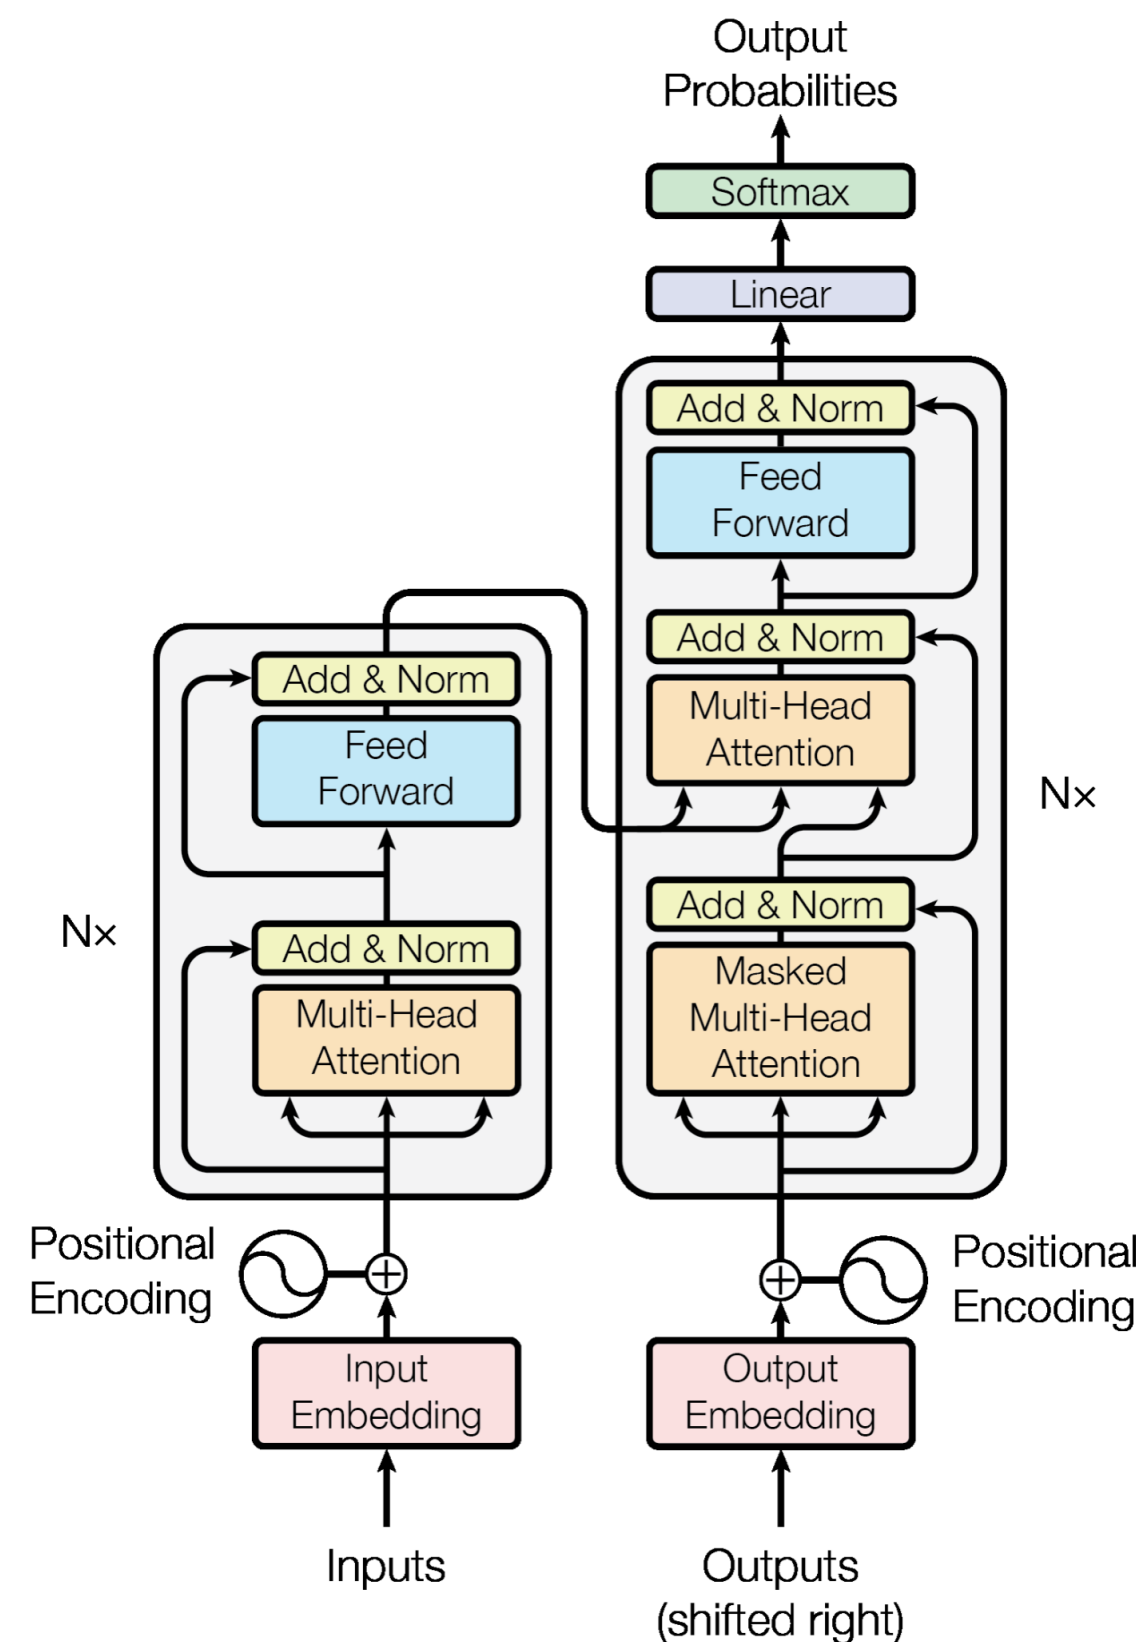 Output
Probabilities
Softmax
Linear
Add & Norm
Feed
Forward
Add & Norm
Multi-Head
Attention
Nx
Add & Norm
Masked
Multi-Head
Attention
Add & Norm
Feed
Forward
Nx
Add & Norm
Multi-Head
Attention
Positional
Encoding
Positional
Encoding
Input
Embedding
Output
Embedding
Inputs
Outputs
(shifted right)